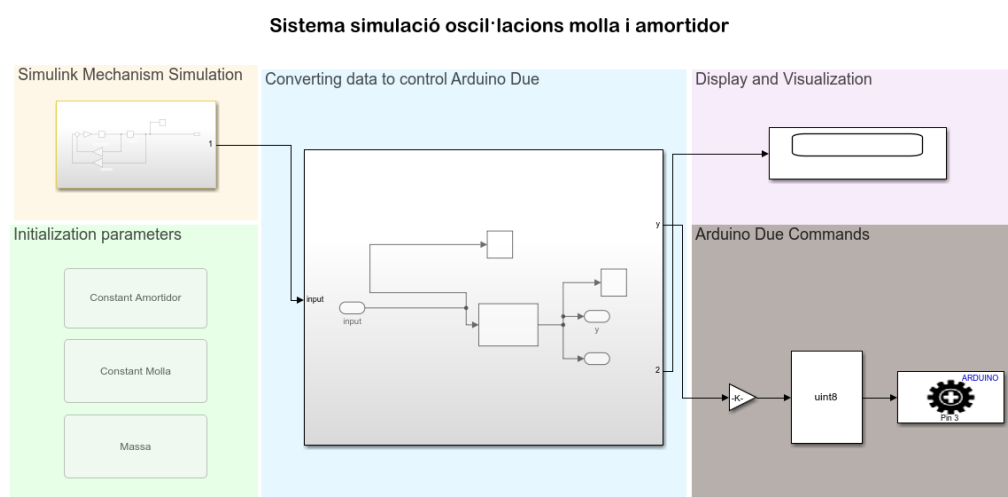 Sistema simulació oscil·lacions molla i amortidor
Simulink Mechanism Simulation
1
Initialization parameters
Constant Amortidor
Constant Molla
Massa
Converting data to control Arduino Due
input
input
y
y
2
Display and Visualization
Arduino Due Commands
-K-
uint8
ARDUINO
Pin 3